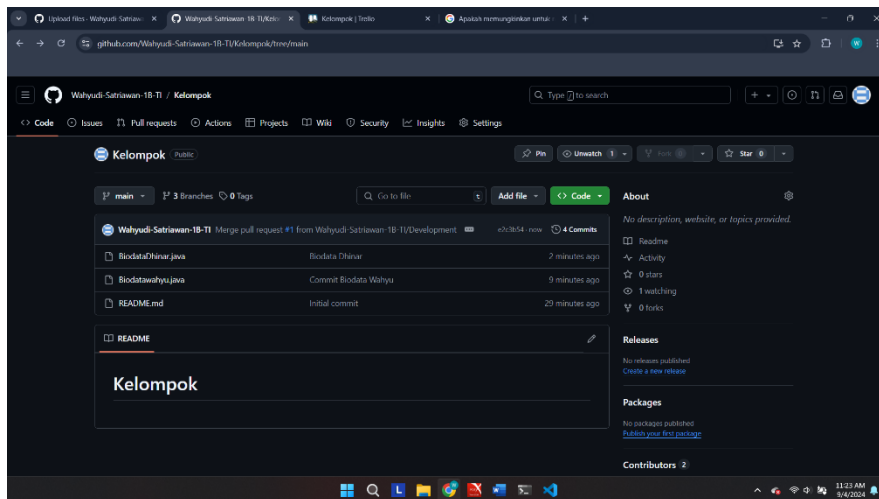 Upload files · Wahyudi-Satriawa
Wahyudi-Satriawan-1B-TI/Kelo
Kelompok | Trello
Apakah memungkinkan untuk
github.com/Wahyudi-Satriawan-1B-TI/Kelompok/tree/main
Wahyudi-Satriawan-1B-TI / Kelompok
Type / to search
Code Issues Pull requests Actions Projects Wiki Security Insights Settings
Kelompok Public
Pin Unwatch 1 Fork 0 Star 0
main 3 Branches 0 Tags
Go to file t
Add file Code
About
No description, website, or topics provided.
Wahyudi-Satriawan-1B-TI Merge pull request #1 from Wahyudi-Satriawan-1B-TI/Development e2c3b54 · now 4 Commits
BiodataDhinar.java Biodata Dhinar 2 minutes ago
Biodatawahyu.java Commit Biodata Wahyu 9 minutes ago
README.md Initial commit 29 minutes ago
Readme
Activity
0 stars
1 watching
0 forks
README
Kelompok
Releases
No releases published
Create a new release
Packages
No packages published
Publish your first package
Contributors 2
11:23 AM
9/4/2024